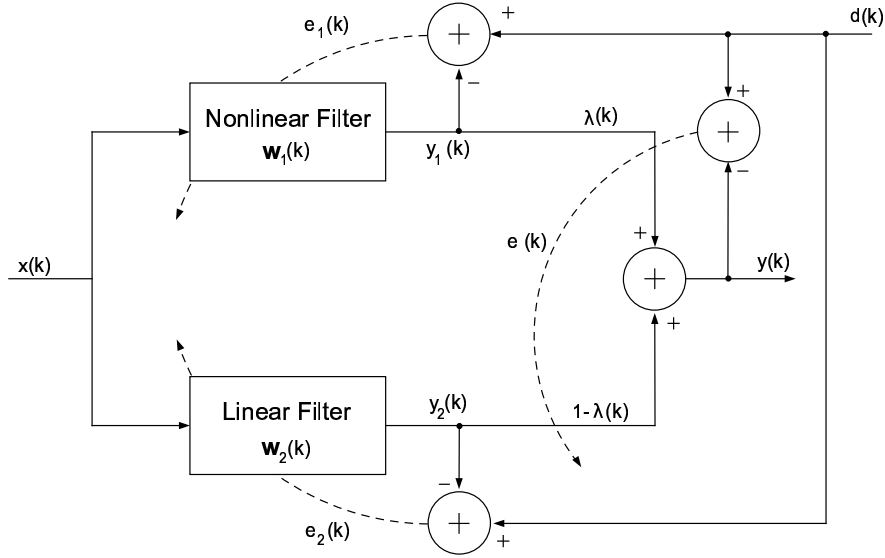 d(k)
+
e1(k)
+
−
Nonlinear Filter
w1(k)
y1(k)
λ(k)
+
+
−
e(k)
+
+
x(k)
y(k)
+
Linear Filter
w2(k)
y2(k)
1-λ(k)
−
e2(k)
+
+